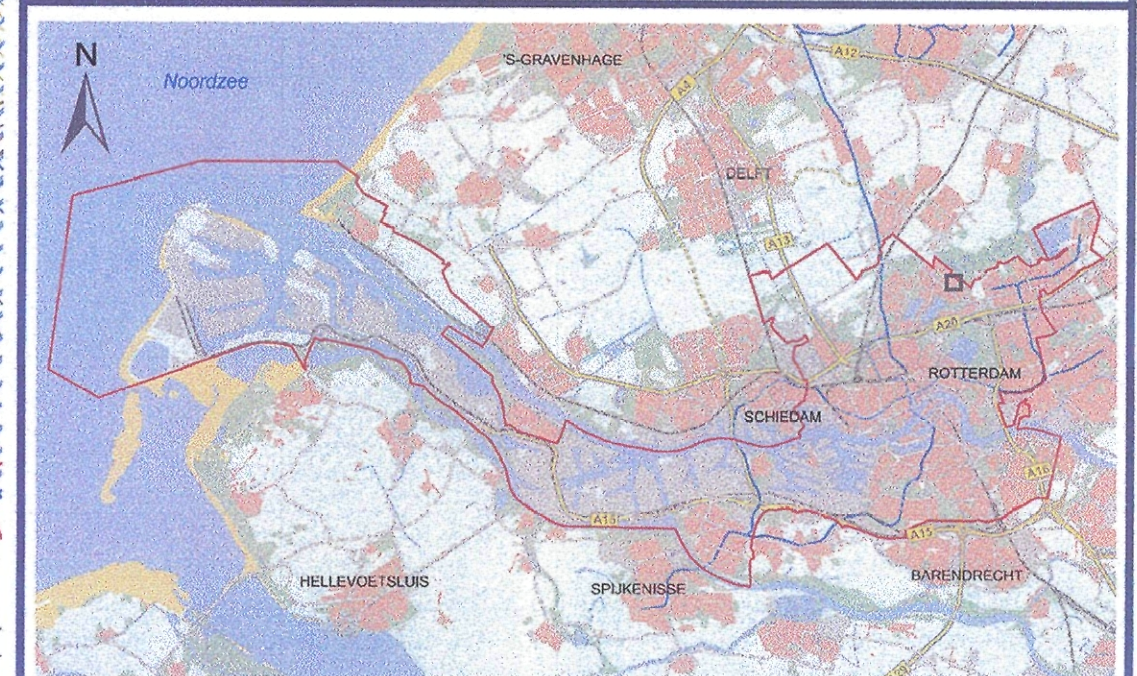 N
Noordzee
'S-GRAVENHAGE
A12
A4
DELFT
A13
A20
ROTTERDAM
SCHIEDAM
A16
A15
A15
HELLEVOETSLUIS
SPIJKENISSE
BARENDRECHT